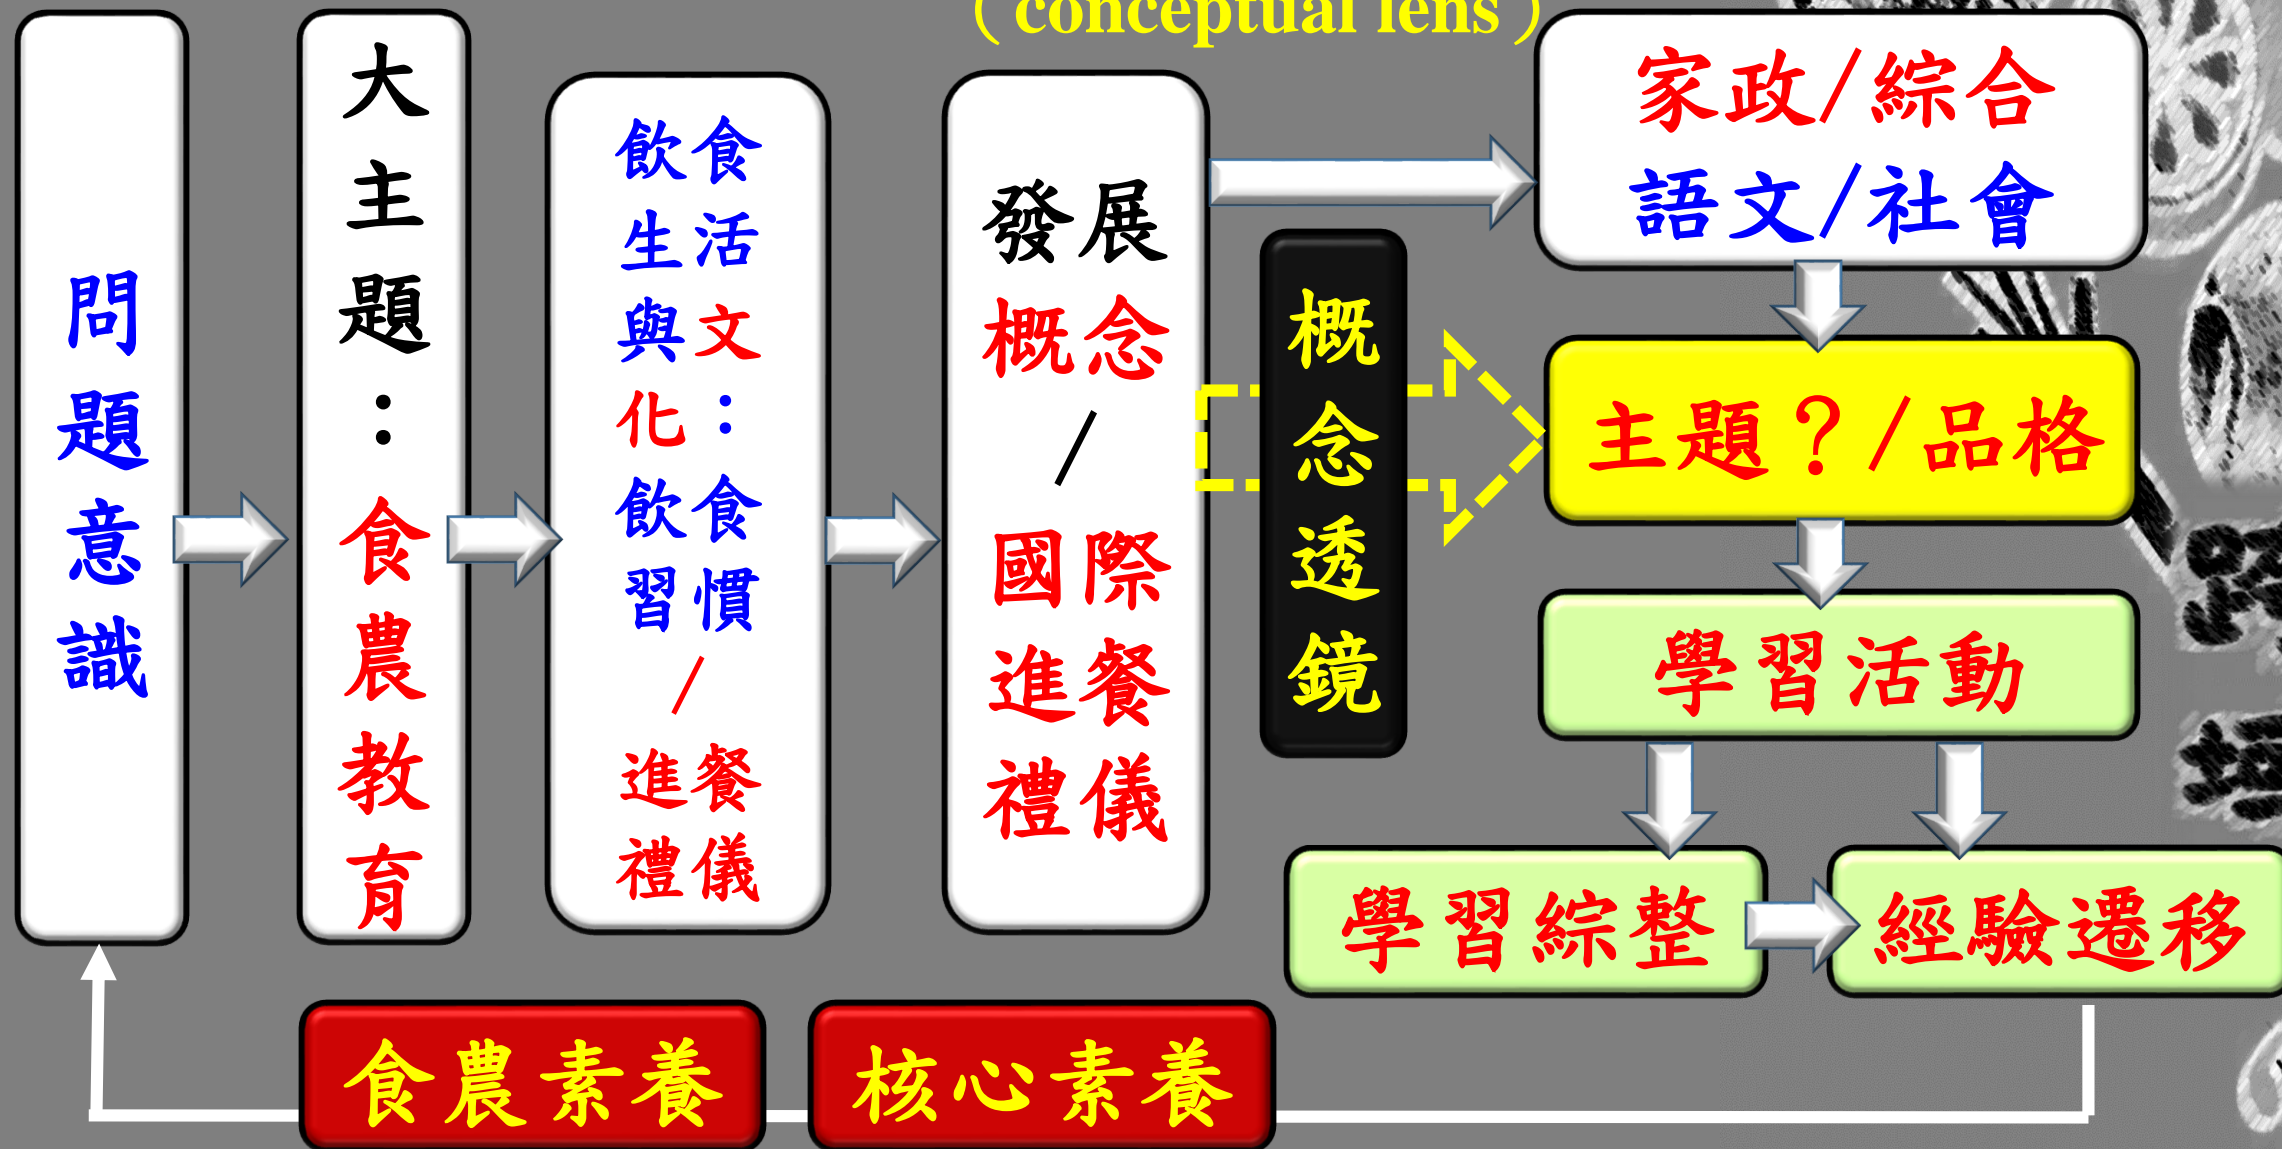 （conceptual lens）
問
題
意
識
大
主
題
：
食
農
教
育
飲食
生活
與文
化：
飲食
習慣
/
進餐
禮儀
發展
概念
/
國際
進餐
禮儀
概
念
透
鏡
家政/綜合
語文/社會
主題？/品格
學習活動
學習綜整
經驗遷移
食農素養
核心素養